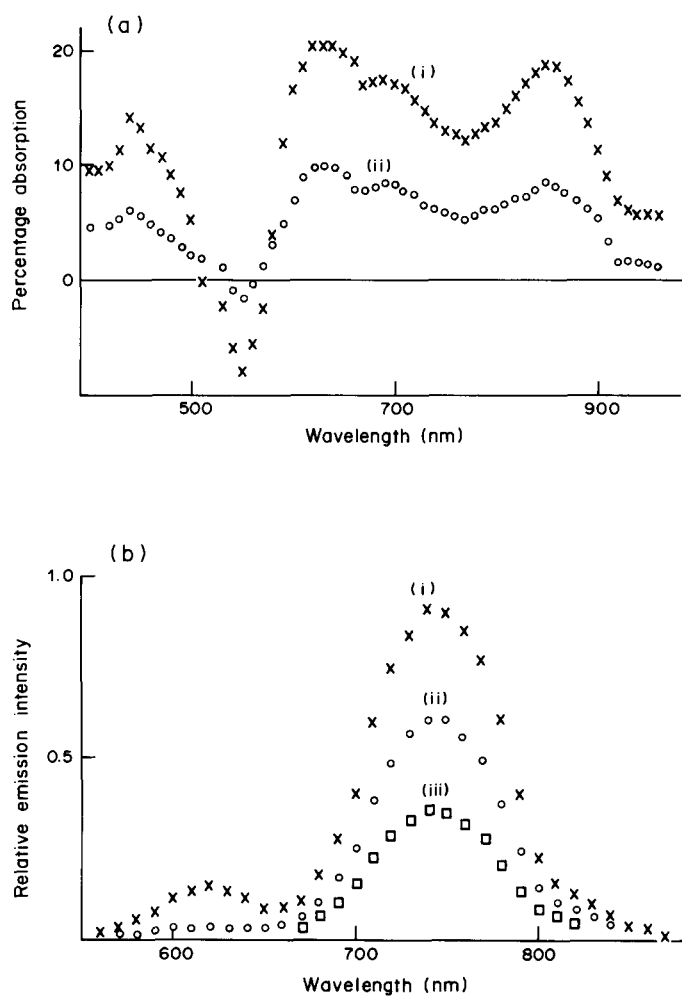 (a)
20
10
0
Percentage absorption
(i)
(ii)
500
700
900
Wavelength (nm)
(b)
1.0
0.5
Relative emission intensity
(i)
(ii)
(iii)
600
700
800
Wavelength (nm)